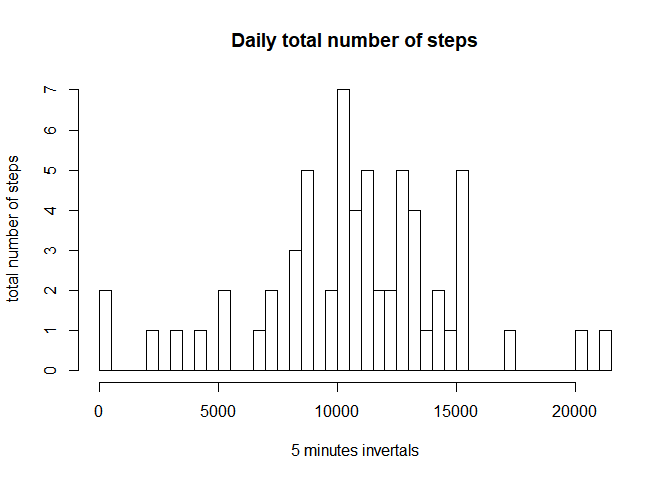 Daily total number of steps
total number of steps
7
6
5
4
3
2
1
0
0 5000 10000 15000 20000
5 minutes invertals